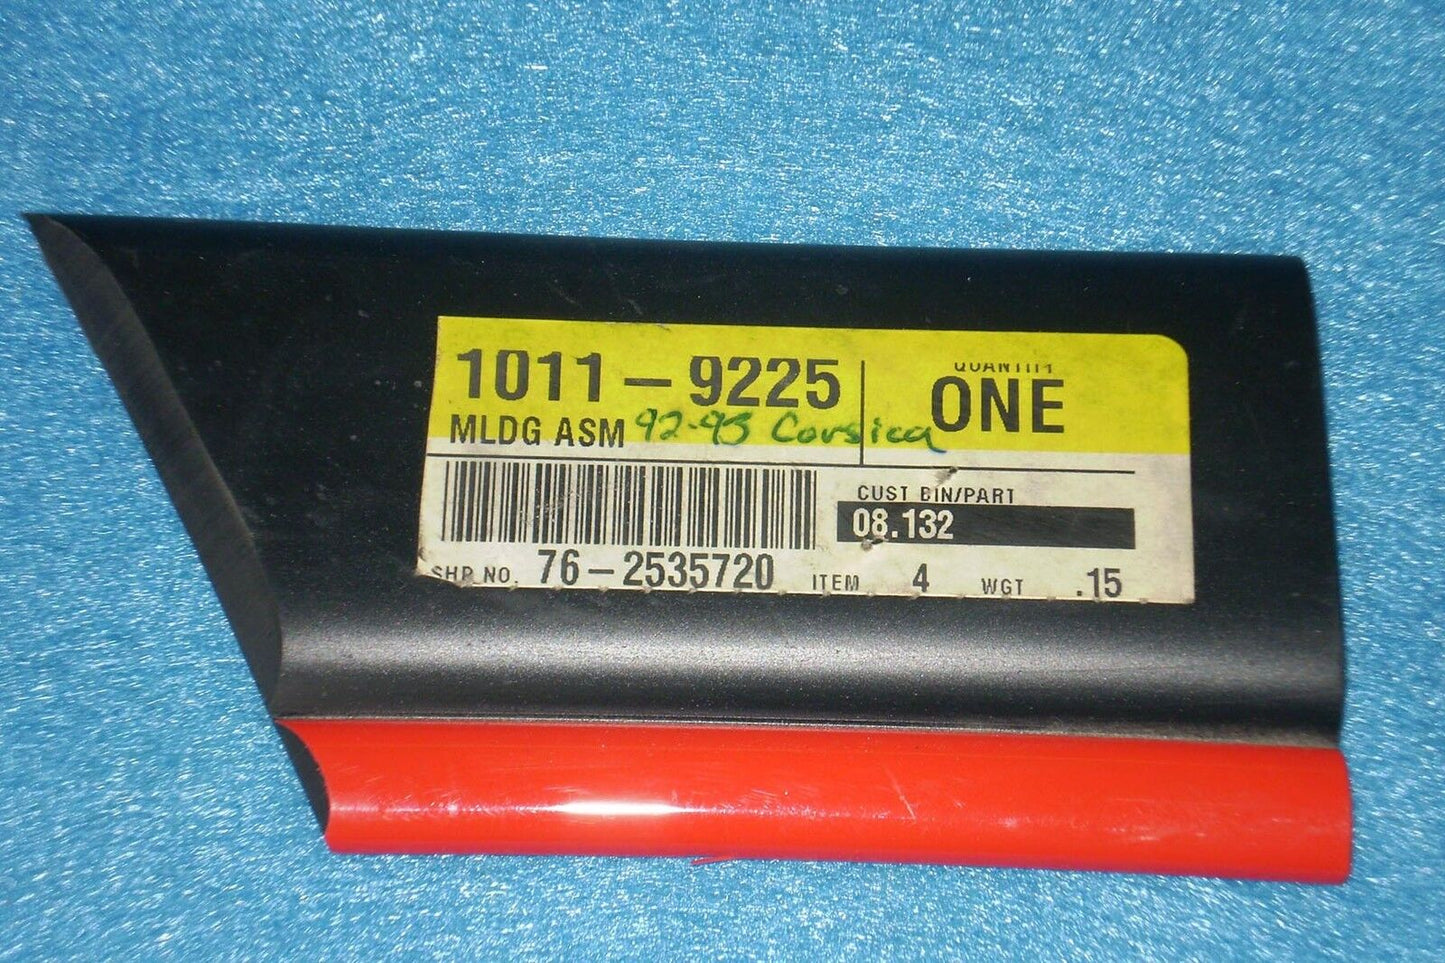 1011-9225
QUANTITY
ONE
MLDG ASM 92-93 Corsica
CUST BIN/PART
08.132
SHP NO. 76-2535720 ITEM 4 WGT .15